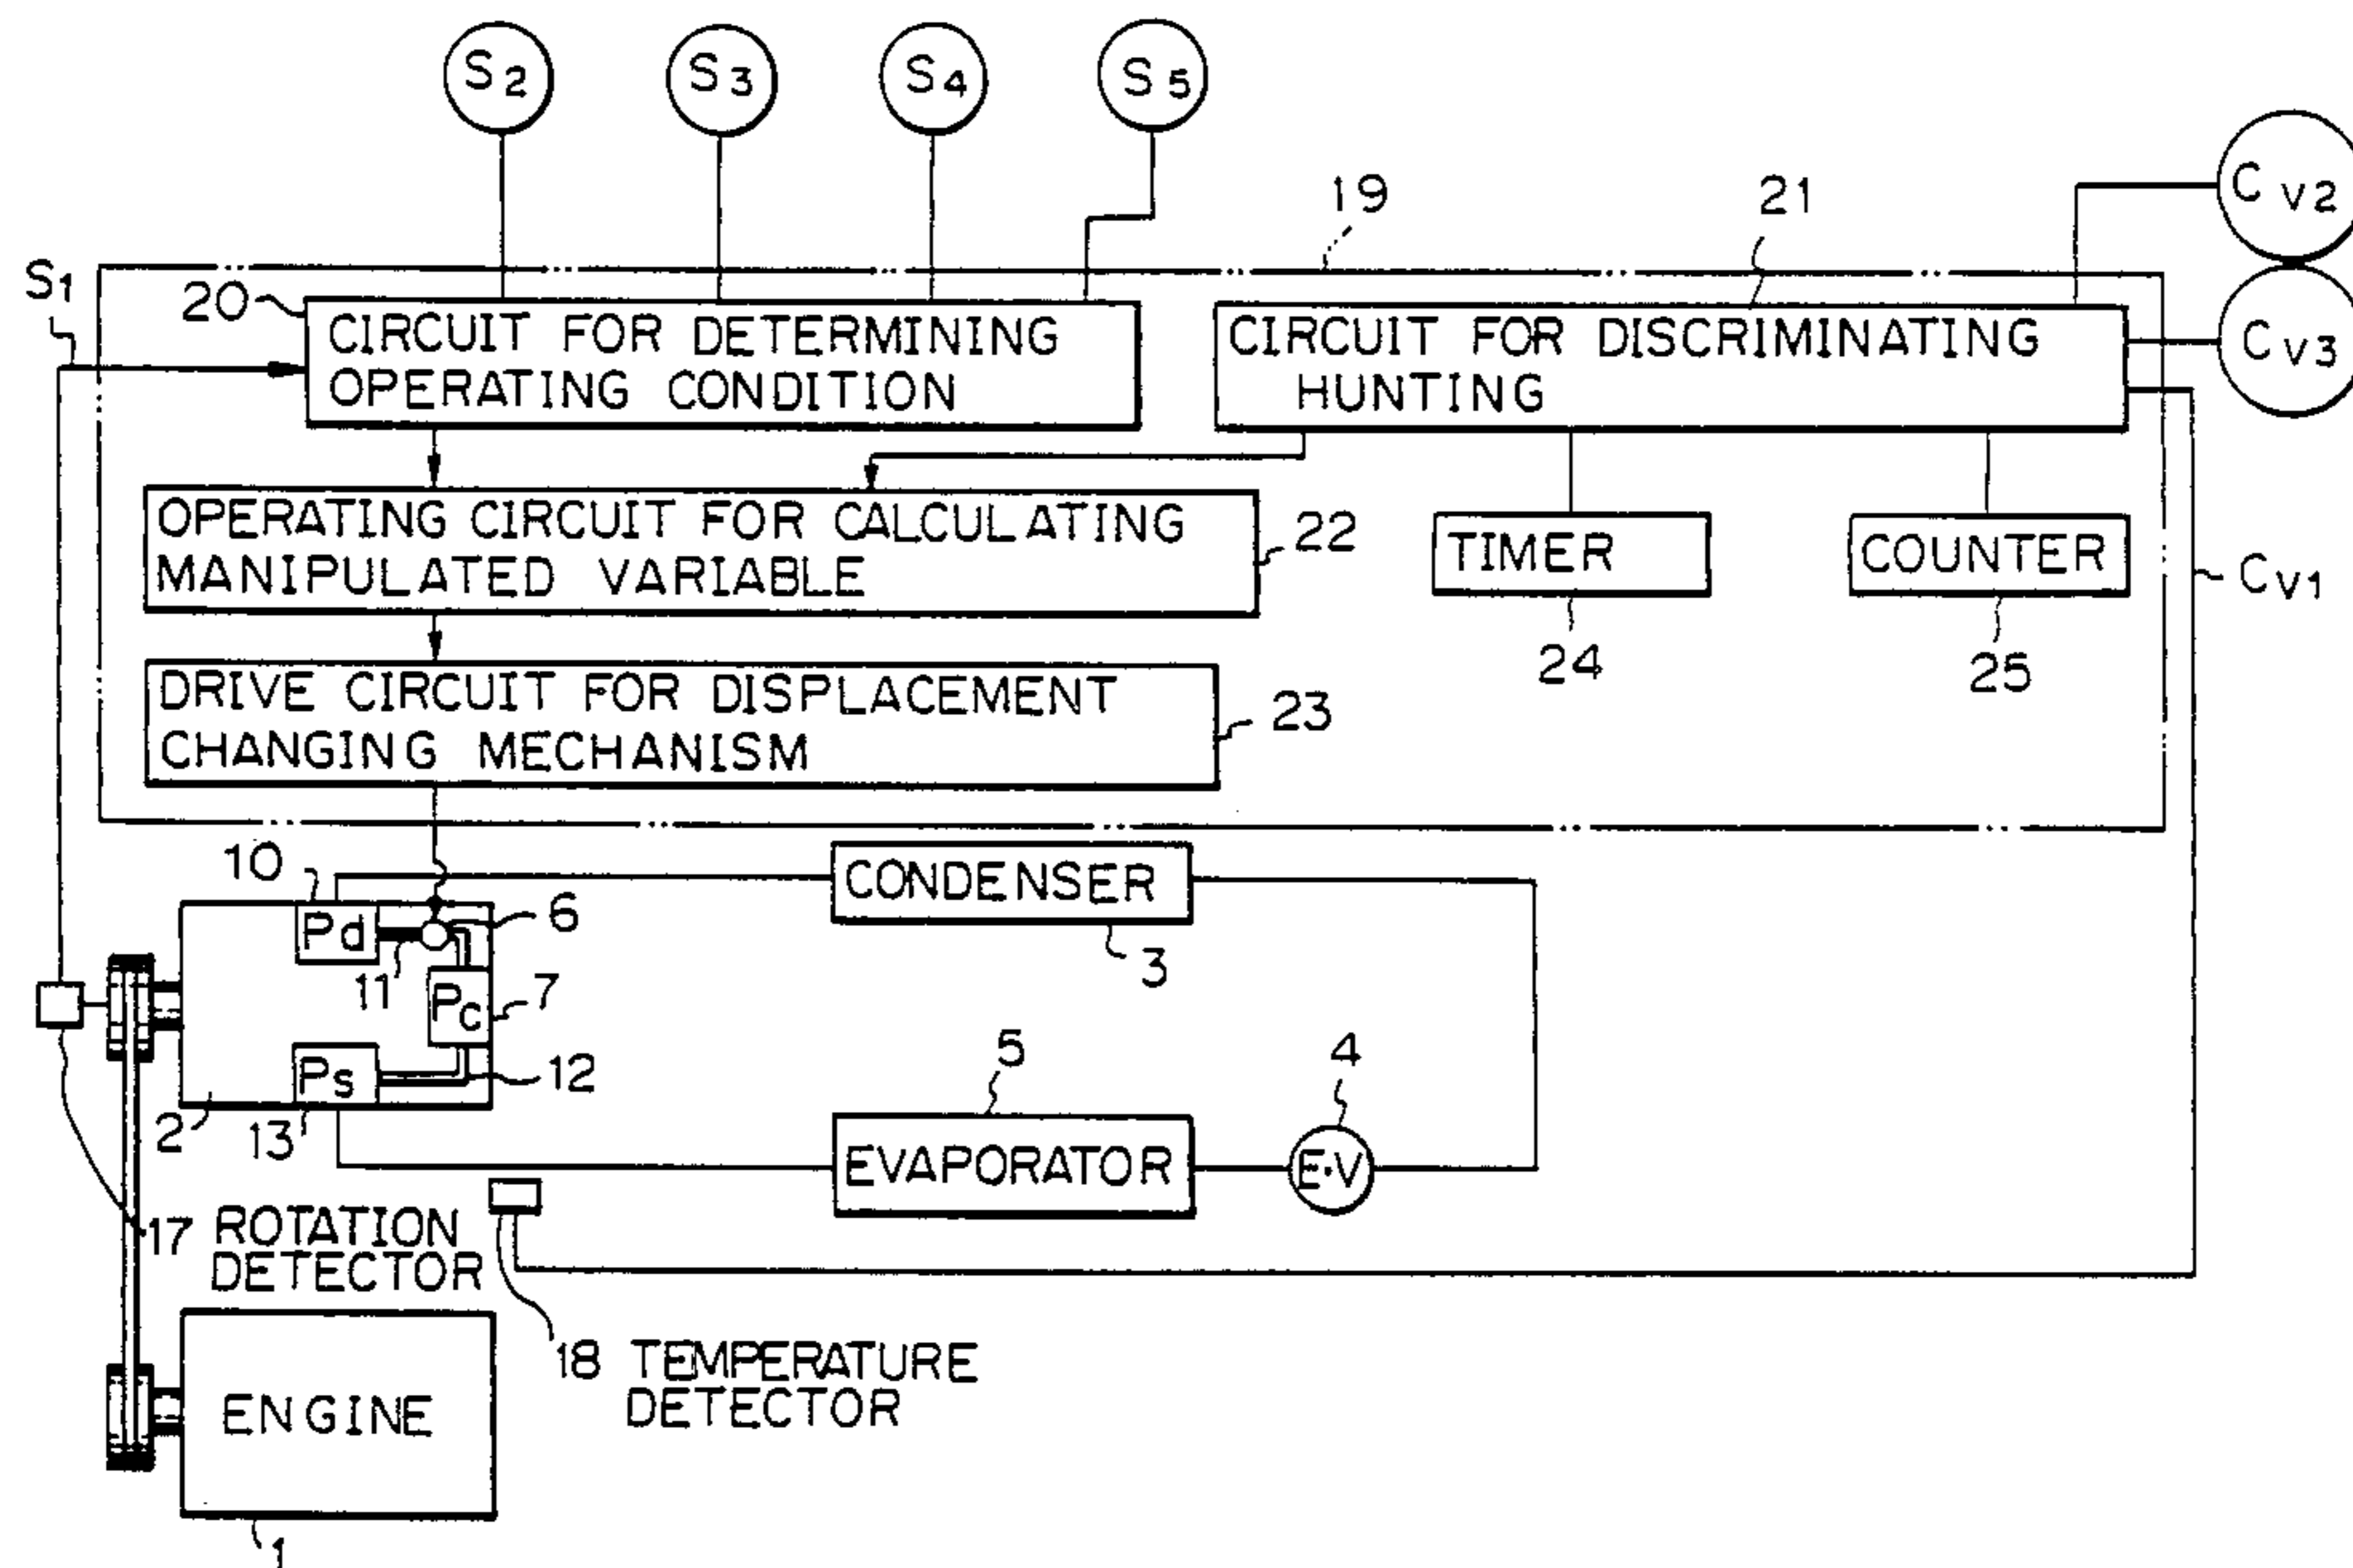 S2
S3
S4
S5
CV2
19
21
S1
20
CIRCUIT FOR DETERMINING
OPERATING CONDITION
CIRCUIT FOR DISCRIMINATING
HUNTING
CV3
OPERATING CIRCUIT FOR CALCULATING
MANIPULATED VARIABLE
22
TIMER
COUNTER
CV1
24
25
DRIVE CIRCUIT FOR DISPLACEMENT
CHANGING MECHANISM
23
10
CONDENSER
Pd
6
11
3
Pc
7
5
4
Ps
12
2
13
EVAPORATOR
E·V
17 ROTATION
DETECTOR
18 TEMPERATURE
DETECTOR
ENGINE
1